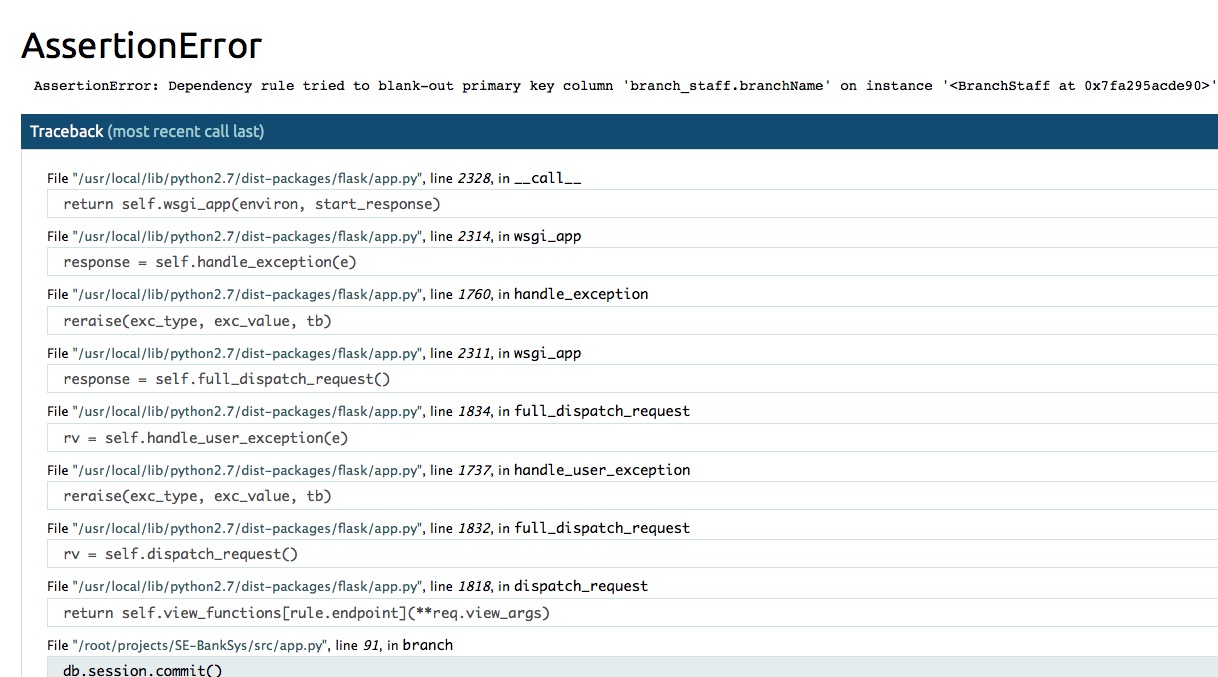 AssertionError
AssertionError: Dependency rule tried to blank-out primary key column 'branch_staff.branchName' on instance '<BranchStaff at 0x7fa295acde90>'
Traceback (most recent call last)
File "/usr/local/lib/python2.7/dist-packages/flask/app.py", line 2328, in __call__
return self.wsgi_app(environ, start_response)
File "/usr/local/lib/python2.7/dist-packages/flask/app.py", line 2314, in wsgi_app
response = self.handle_exception(e)
File "/usr/local/lib/python2.7/dist-packages/flask/app.py", line 1760, in handle_exception
reraise(exc_type, exc_value, tb)
File "/usr/local/lib/python2.7/dist-packages/flask/app.py", line 2311, in wsgi_app
response = self.full_dispatch_request()
File "/usr/local/lib/python2.7/dist-packages/flask/app.py", line 1834, in full_dispatch_request
rv = self.handle_user_exception(e)
File "/usr/local/lib/python2.7/dist-packages/flask/app.py", line 1737, in handle_user_exception
reraise(exc_type, exc_value, tb)
File "/usr/local/lib/python2.7/dist-packages/flask/app.py", line 1832, in full_dispatch_request
rv = self.dispatch_request()
File "/usr/local/lib/python2.7/dist-packages/flask/app.py", line 1818, in dispatch_request
return self.view_functions[rule.endpoint](**req.view_args)
File "/root/projects/SE-BankSys/src/app.py", line 91, in branch
db.session.commit()